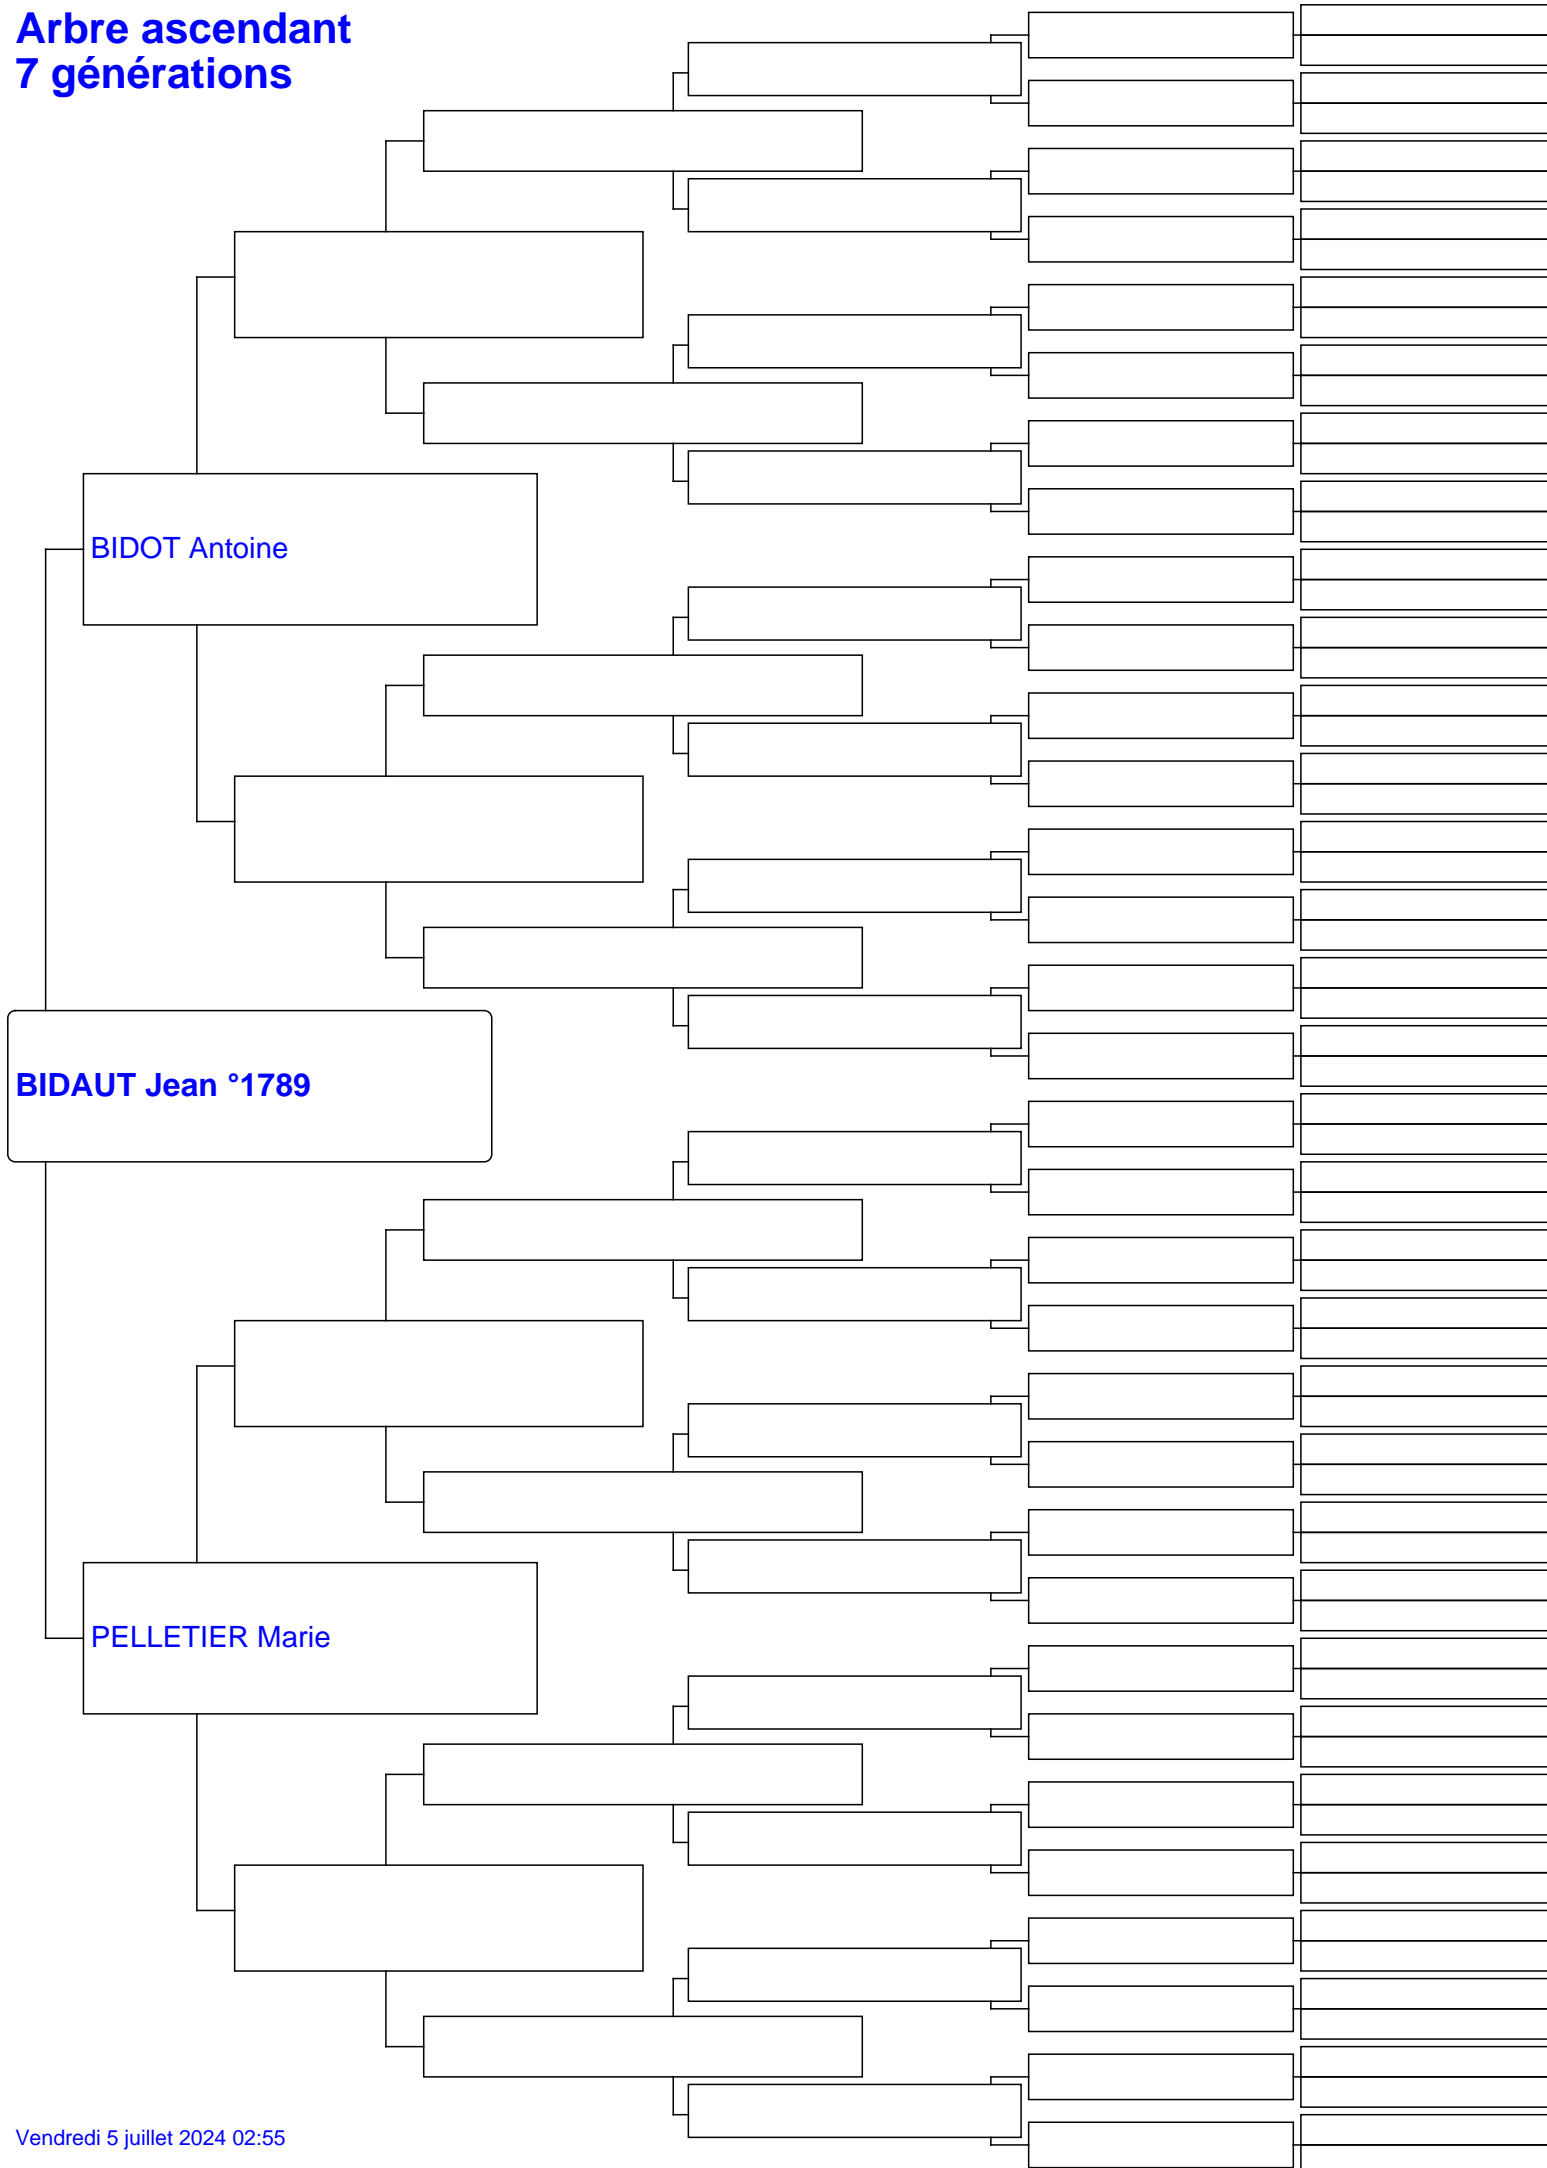 Arbre ascendant
7 générations
BIDOT Antoine
BIDAUT Jean °1789
PELLETIER Marie
Vendredi 5 juillet 2024 02:55